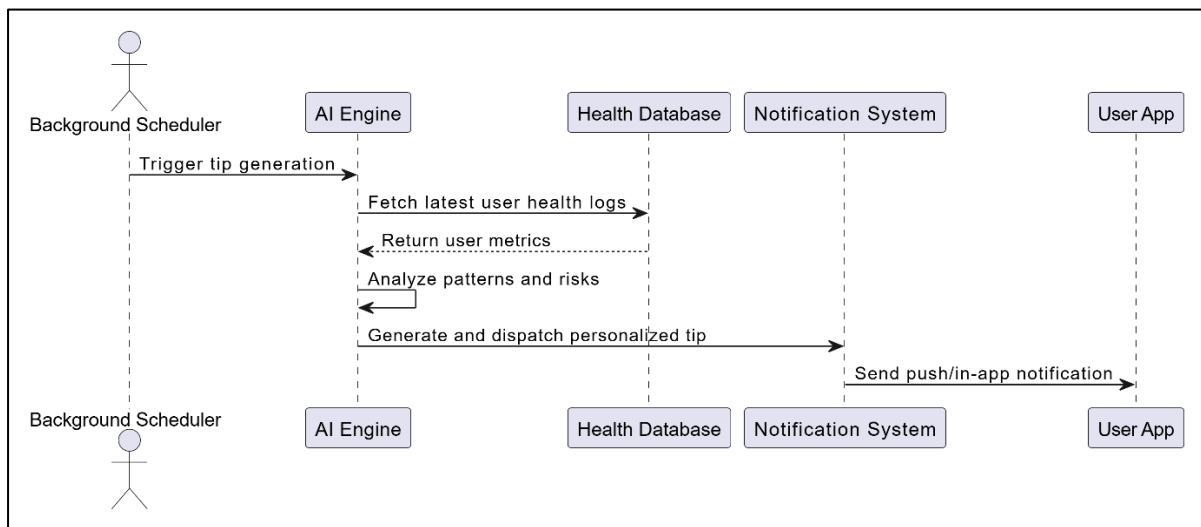 Background Scheduler
AI Engine
Health Database
Notification System
User App
Trigger tip generation
Fetch latest user health logs
Return user metrics
Analyze patterns and risks
Generate and dispatch personalized tip
Send push/in-app notification
Background Scheduler
AI Engine
Health Database
Notification System
User App